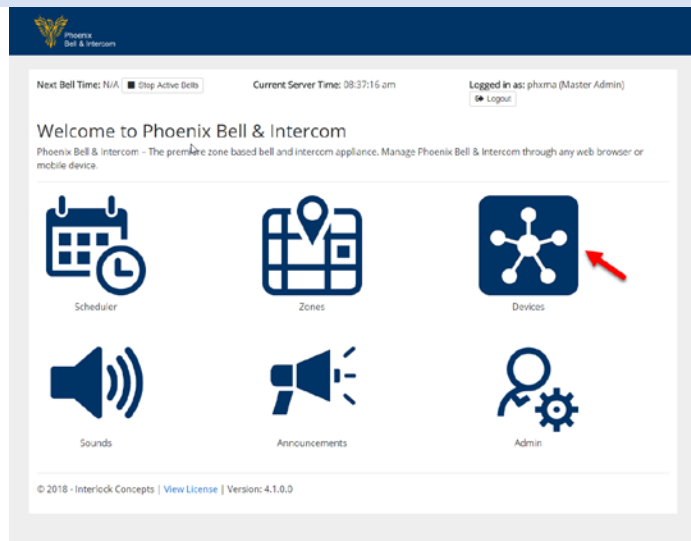 Phoenix
Bell & Intercom
Next Bell Time: N/A Stop Active Bells Current Server Time: 08:37:16 am Logged in as: phxma (Master Admin)
Logout
Welcome to Phoenix Bell & Intercom
Phoenix Bell & Intercom – The premiere zone based bell and intercom appliance. Manage Phoenix Bell & Intercom through any web browser or
mobile device.
Scheduler Zones Devices
Sounds Announcements Admin
© 2018 - Interlock Concepts | View License | Version: 4.1.0.0